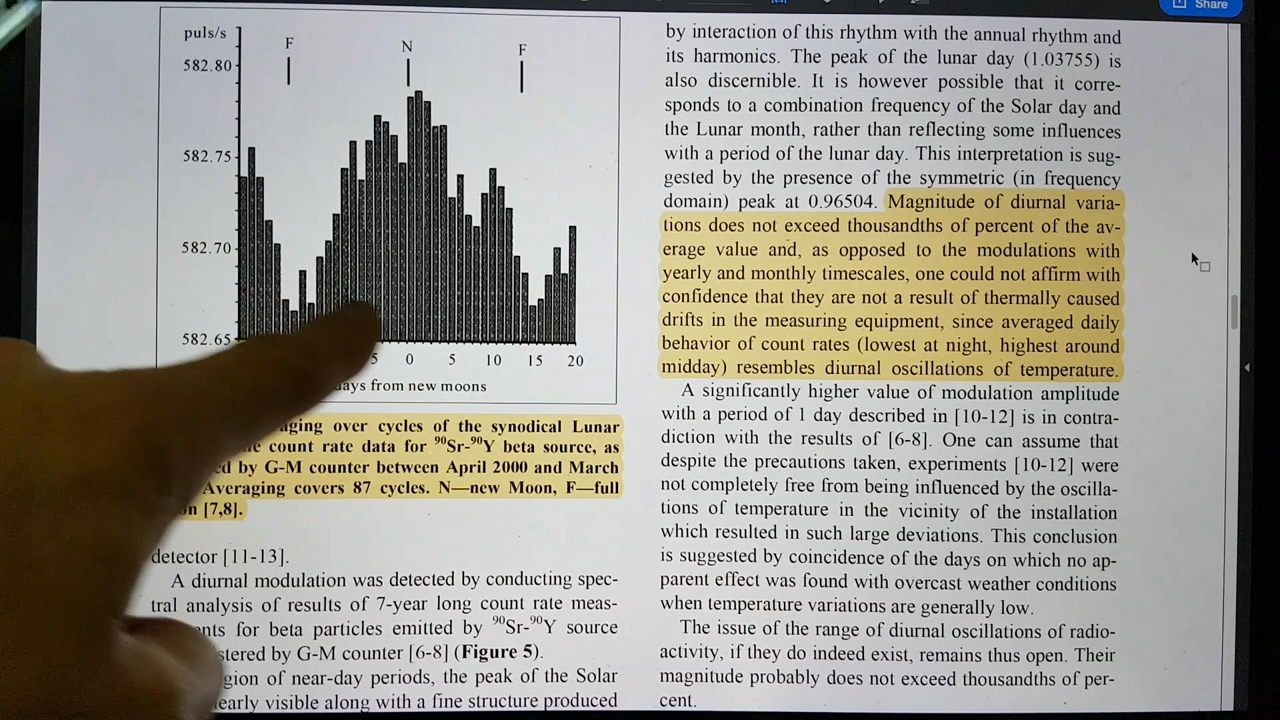 Share
puls/s
582.80
582.75
582.70
582.65
F
N
F
5 0 5 10 15 20
days from new moons
aging over cycles of the synodical Lunar
count rate data for ⁹⁰Sr-⁹⁰Y beta source, as
by G-M counter between April 2000 and March
Averaging covers 87 cycles. N—new Moon, F—full
[7,8].
detector [11-13].
A diurnal modulation was detected by conducting spec-
tral analysis of results of 7-year long count rate meas-
nts for beta particles emitted by ⁹⁰Sr-⁹⁰Y source
stered by G-M counter [6-8] (Figure 5).
gion of near-day periods, the peak of the Solar
early visible along with a fine structure produced
by interaction of this rhythm with the annual rhythm and
its harmonics. The peak of the lunar day (1.03755) is
also discernible. It is however possible that it corre-
sponds to a combination frequency of the Solar day and
the Lunar month, rather than reflecting some influences
with a period of the lunar day. This interpretation is sug-
gested by the presence of the symmetric (in frequency
domain) peak at 0.96504. Magnitude of diurnal varia-
tions does not exceed thousandths of percent of the av-
erage value and, as opposed to the modulations with
yearly and monthly timescales, one could not affirm with
confidence that they are not a result of thermally caused
drifts in the measuring equipment, since averaged daily
behavior of count rates (lowest at night, highest around
midday) resembles diurnal oscillations of temperature.
A significantly higher value of modulation amplitude
with a period of 1 day described in [10-12] is in contra-
diction with the results of [6-8]. One can assume that
despite the precautions taken, experiments [10-12] were
not completely free from being influenced by the oscilla-
tions of temperature in the vicinity of the installation
which resulted in such large deviations. This conclusion
is suggested by coincidence of the days on which no ap-
parent effect was found with overcast weather conditions
when temperature variations are generally low.
The issue of the range of diurnal oscillations of radio-
activity, if they do indeed exist, remains thus open. Their
magnitude probably does not exceed thousandths of per-
cent.